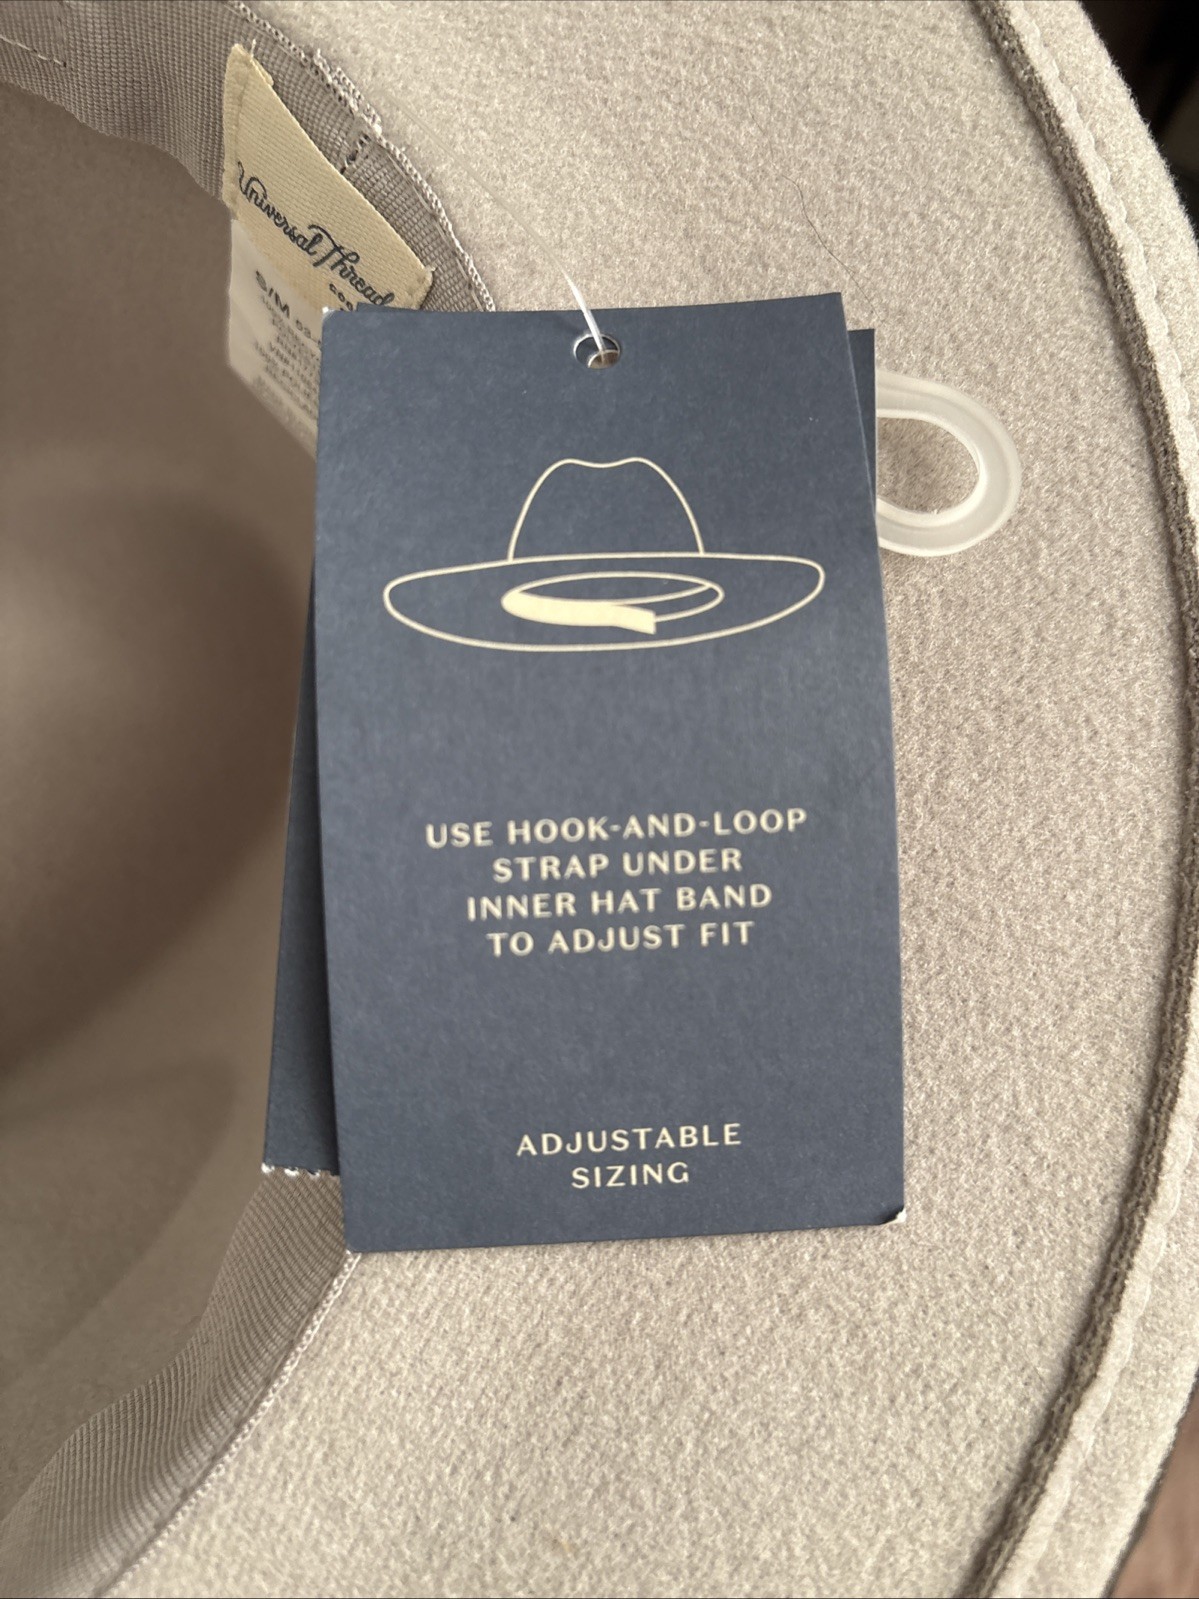 Universal Thread
S/M
USE HOOK-AND-LOOP
STRAP UNDER
INNER HAT BAND
TO ADJUST FIT
ADJUSTABLE
SIZING